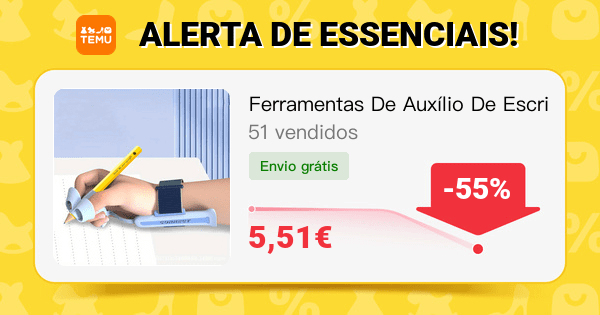 TEMU
ALERTA DE ESSENCIAIS!
Ferramentas De Auxílio De Escri
51 vendidos
Envio grátis
-55%
5,51€